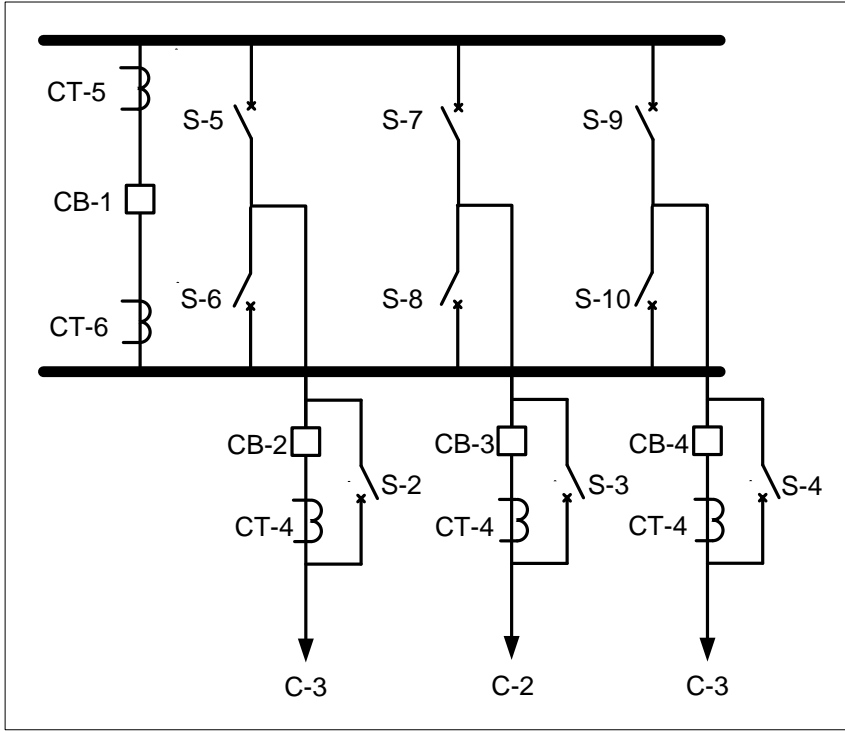 CT-5
S-5
S-7
S-9
CB-1
S-6
S-8
S-10
CT-6
CB-2
CB-3
CB-4
S-2
S-3
S-4
CT-4
CT-4
CT-4
C-3
C-2
C-3